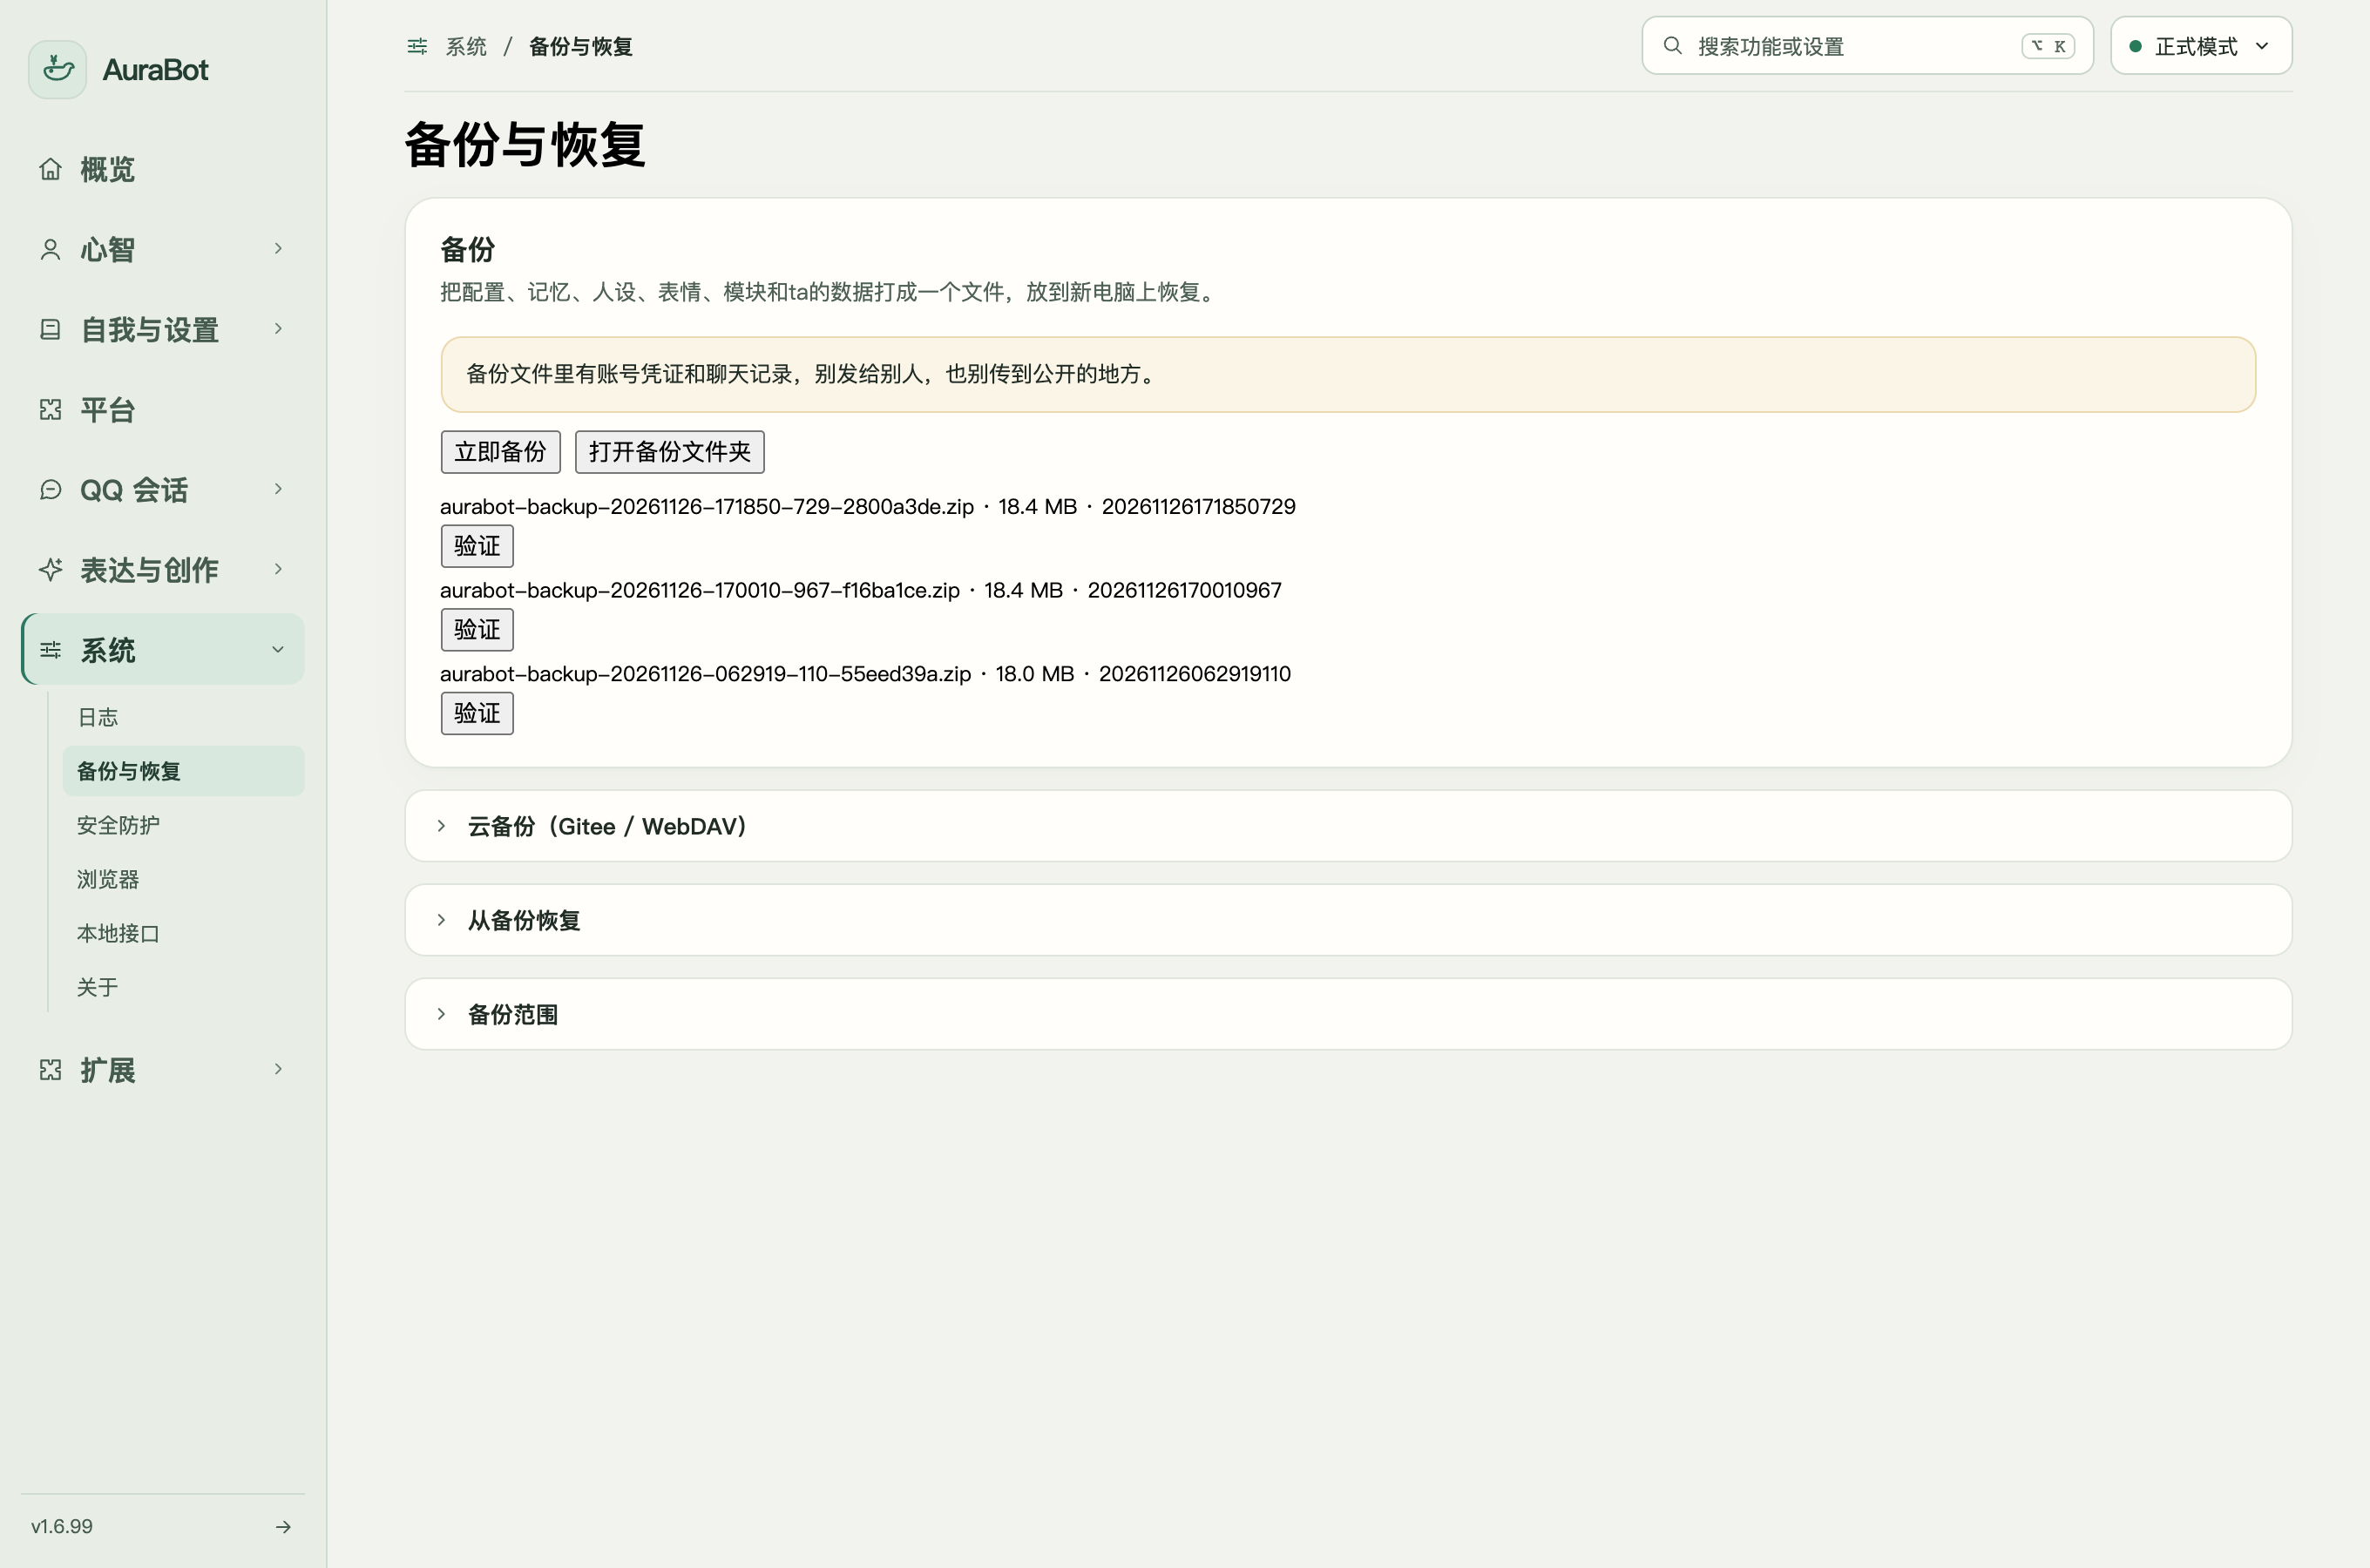 AuraBot
概览
心智
自我与设置
平台
QQ 会话
表达与创作
系统
日志
备份与恢复
安全防护
浏览器
本地接口
关于
扩展
v1.6.99
系统 / 备份与恢复
搜索功能或设置
⌥ K
正式模式
备份与恢复
备份
把配置、记忆、人设、表情、模块和ta的数据打成一个文件，放到新电脑上恢复。
备份文件里有账号凭证和聊天记录，别发给别人，也别传到公开的地方。
立即备份 打开备份文件夹
aurabot-backup-20261126-171850-729-2800a3de.zip · 18.4 MB · 20261126171850729
验证
aurabot-backup-20261126-170010-967-f16ba1ce.zip · 18.4 MB · 20261126170010967
验证
aurabot-backup-20261126-062919-110-55eed39a.zip · 18.0 MB · 20261126062919110
验证
云备份（Gitee / WebDAV）
从备份恢复
备份范围